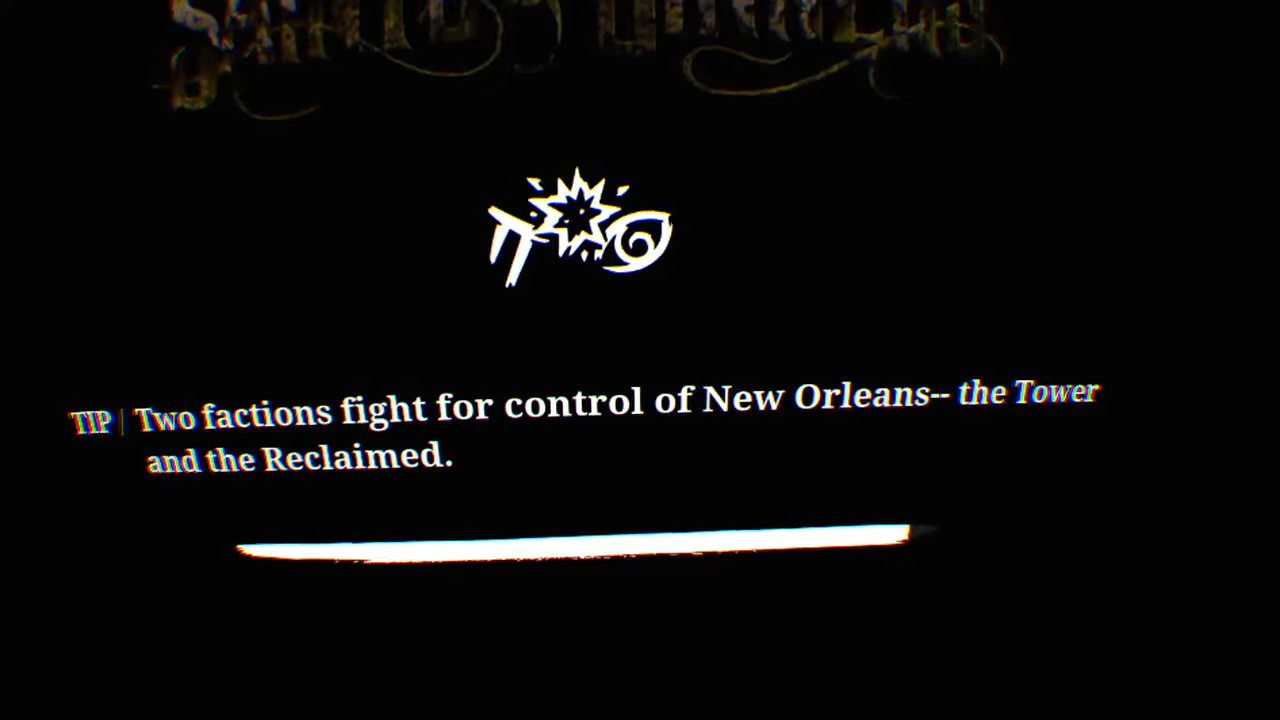 TIP | Two factions fight for control of New Orleans-- the Tower
and the Reclaimed.